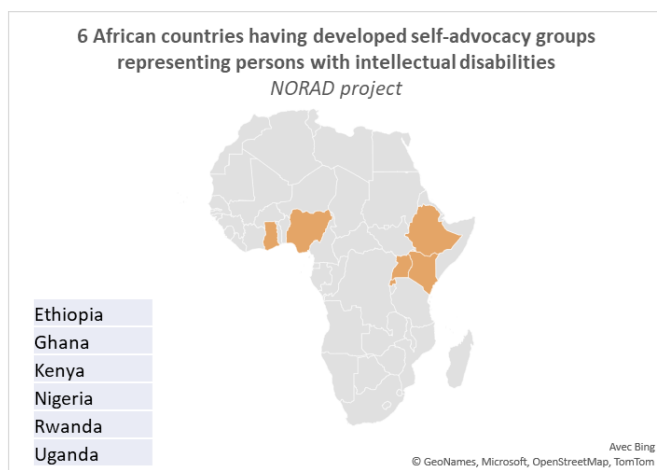 6 African countries having developed self-advocacy groups
representing persons with intellectual disabilities
NORAD project
Ethiopia
Ghana
Kenya
Nigeria
Rwanda
Uganda
Avec Bing
© GeoNames, Microsoft, OpenStreetMap, TomTom